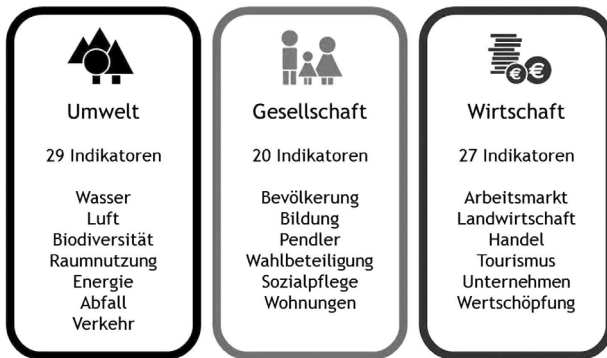 Umwelt
29 Indikatoren
Wasser
Luft
Biodiversität
Raumnutzung
Energie
Abfall
Verkehr
Gesellschaft
20 Indikatoren
Bevölkerung
Bildung
Pendler
Wahlbeteiligung
Sozialpflege
Wohnungen
€ €
Wirtschaft
27 Indikatoren
Arbeitsmarkt
Landwirtschaft
Handel
Tourismus
Unternehmen
Wertschöpfung